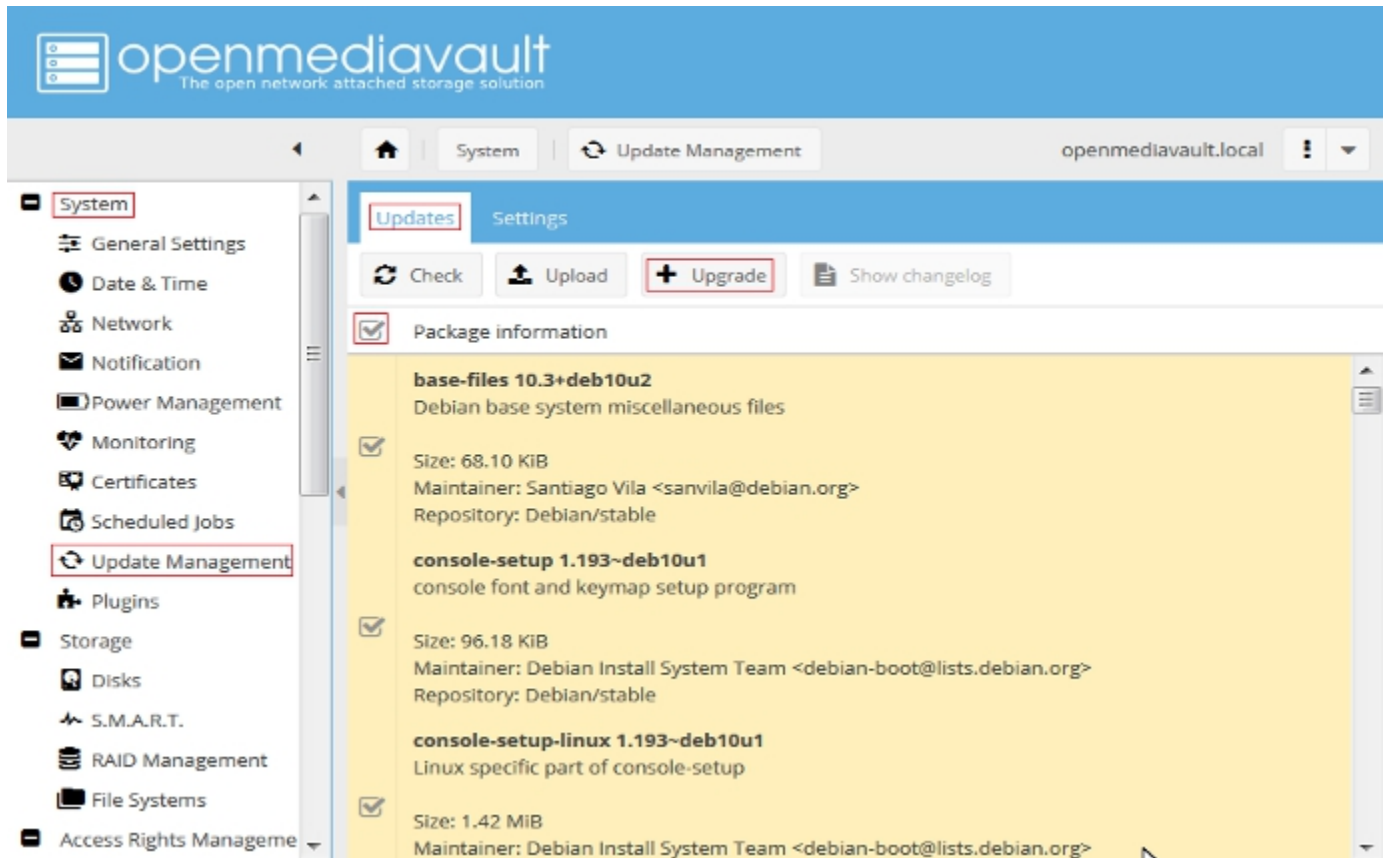 openmediavault
The open network attached storage solution
System
Update Management
openmediavault.local
System
General Settings
Date & Time
Network
Notification
Power Management
Monitoring
Certificates
Scheduled Jobs
Update Management
Plugins
Storage
Disks
S.M.A.R.T.
RAID Management
File Systems
Access Rights Manageme
Updates
Settings
Check
Upload
Upgrade
Show changelog
Package information
base-files 10.3+deb10u2
Debian base system miscellaneous files
Size: 68.10 KiB
Maintainer: Santiago Vila <sanvila@debian.org>
Repository: Debian/stable
console-setup 1.193~deb10u1
console font and keymap setup program
Size: 96.18 KiB
Maintainer: Debian Install System Team <debian-boot@lists.debian.org>
Repository: Debian/stable
console-setup-linux 1.193~deb10u1
Linux specific part of console-setup
Size: 1.42 MiB
Maintainer: Debian Install System Team <debian-boot@lists.debian.org>